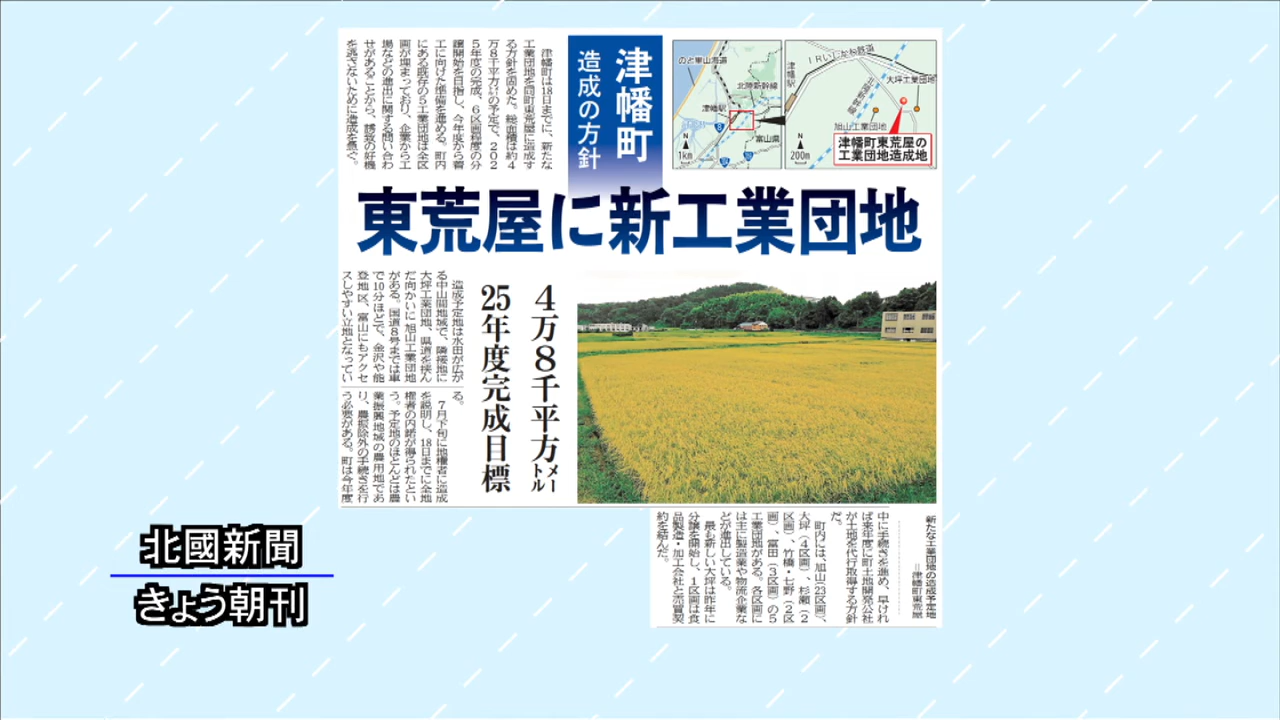 津幡町
造成の方針
東荒屋に新工業団地
4万8千平方メートル
25年度完成目標
津幡町は18日までに、新たな
工業団地を同町東荒屋に造成す
る方針を固めた。総面積は約4
万8千平方㍍の予定で、202
5年度の完成、6区画程度の分
譲開始を目指し、今年度から着
工に向けた準備を進める。町内
にある既存の5工業団地は全区
画が埋まっており、企業から工
場などの進出に関する問い合わ
せがあることから、誘致の好機
を逃さないために造成を急ぐ。
のと里山海道
北陸新幹線
津幡駅
8
富山県
N
1km
IRいしかわ鉄道
津幡駅
大坪工業団地
北陸新幹線
旭山工業団地
N
200m
津幡町東荒屋の
工業団地造成地
造成予定地は水田が広が
る中山間地域で、隣接地に
大坪工業団地、県道を挟ん
だ向かいに旭山工業団地
がある。国道8号までは車
で10分ほどで、金沢や能
登地区、富山にもアクセ
スしやすい立地となってい
る。
7月下旬に地権者に造成
を説明し、18日までに全地
権者の内諾が得られたとい
う。予定地のほとんどは農
業振興地域の農用地であ
り、農振除外の手続きを行
う必要がある。町は今年度
中に手続きを進め、早けれ
ば来年度に町土地開発公社
が土地を代行取得する方針
だ。
町内には、旭山(23区画)、
大坪(4区画)、杉瀬(2
区画)、竹橋・七野(2区
画)、富田(3区画)の5
工業団地がある。各区画に
は主に製造業や物流企業な
どが進出している。
最も新しい大坪は昨年に
分譲を開始し、1区画は食
品製造・加工会社と売買契
約を結んだ。
新たな工業団地の造成予定地
=津幡町東荒屋
北國新聞
きょう朝刊